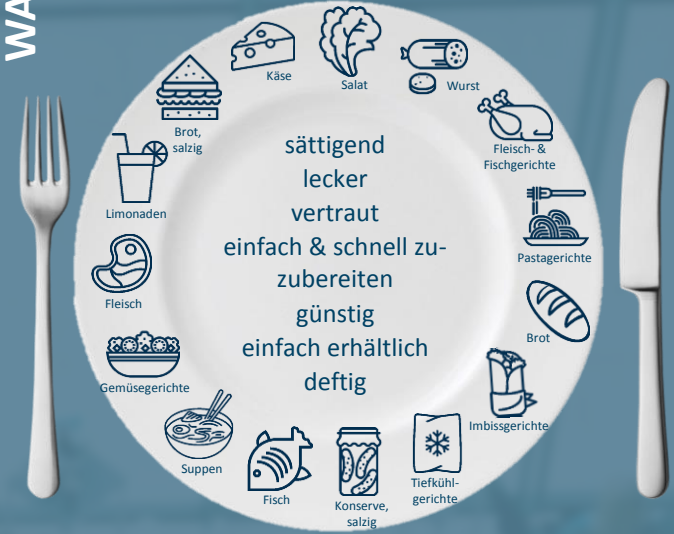 WA
Käse
Salat
Wurst
Brot,
salzig
Fleisch- &
Fischgerichte
Limonaden
Pastagerichte
Fleisch
Brot
Gemüsegerichte
Imbissgerichte
Suppen
Fisch
Konserve,
salzig
Tiefkühl-
gerichte
sättigend
lecker
vertraut
einfach & schnell zu-
zubereiten
günstig
einfach erhältlich
deftig